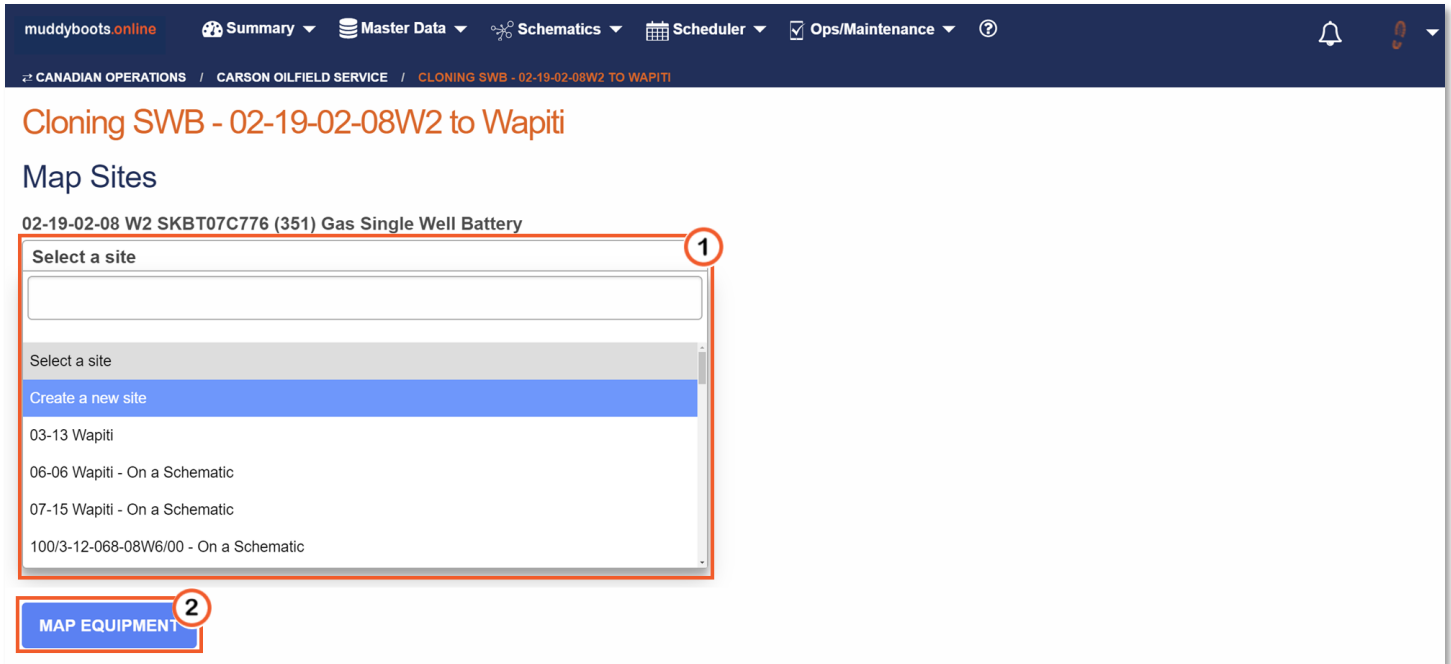 muddyboots.online Summary Master Data Schematics Scheduler Ops/Maintenance ?
CANADIAN OPERATIONS / CARSON OILFIELD SERVICE / CLONING SWB - 02-19-02-08W2 TO WAPITI
Cloning SWB - 02-19-02-08W2 to Wapiti
Map Sites
02-19-02-08 W2 SKBT07C776 (351) Gas Single Well Battery
1
Select a site
Select a site
Create a new site
03-13 Wapiti
06-06 Wapiti - On a Schematic
07-15 Wapiti - On a Schematic
100/3-12-068-08W6/00 - On a Schematic
2
MAP EQUIPMENT